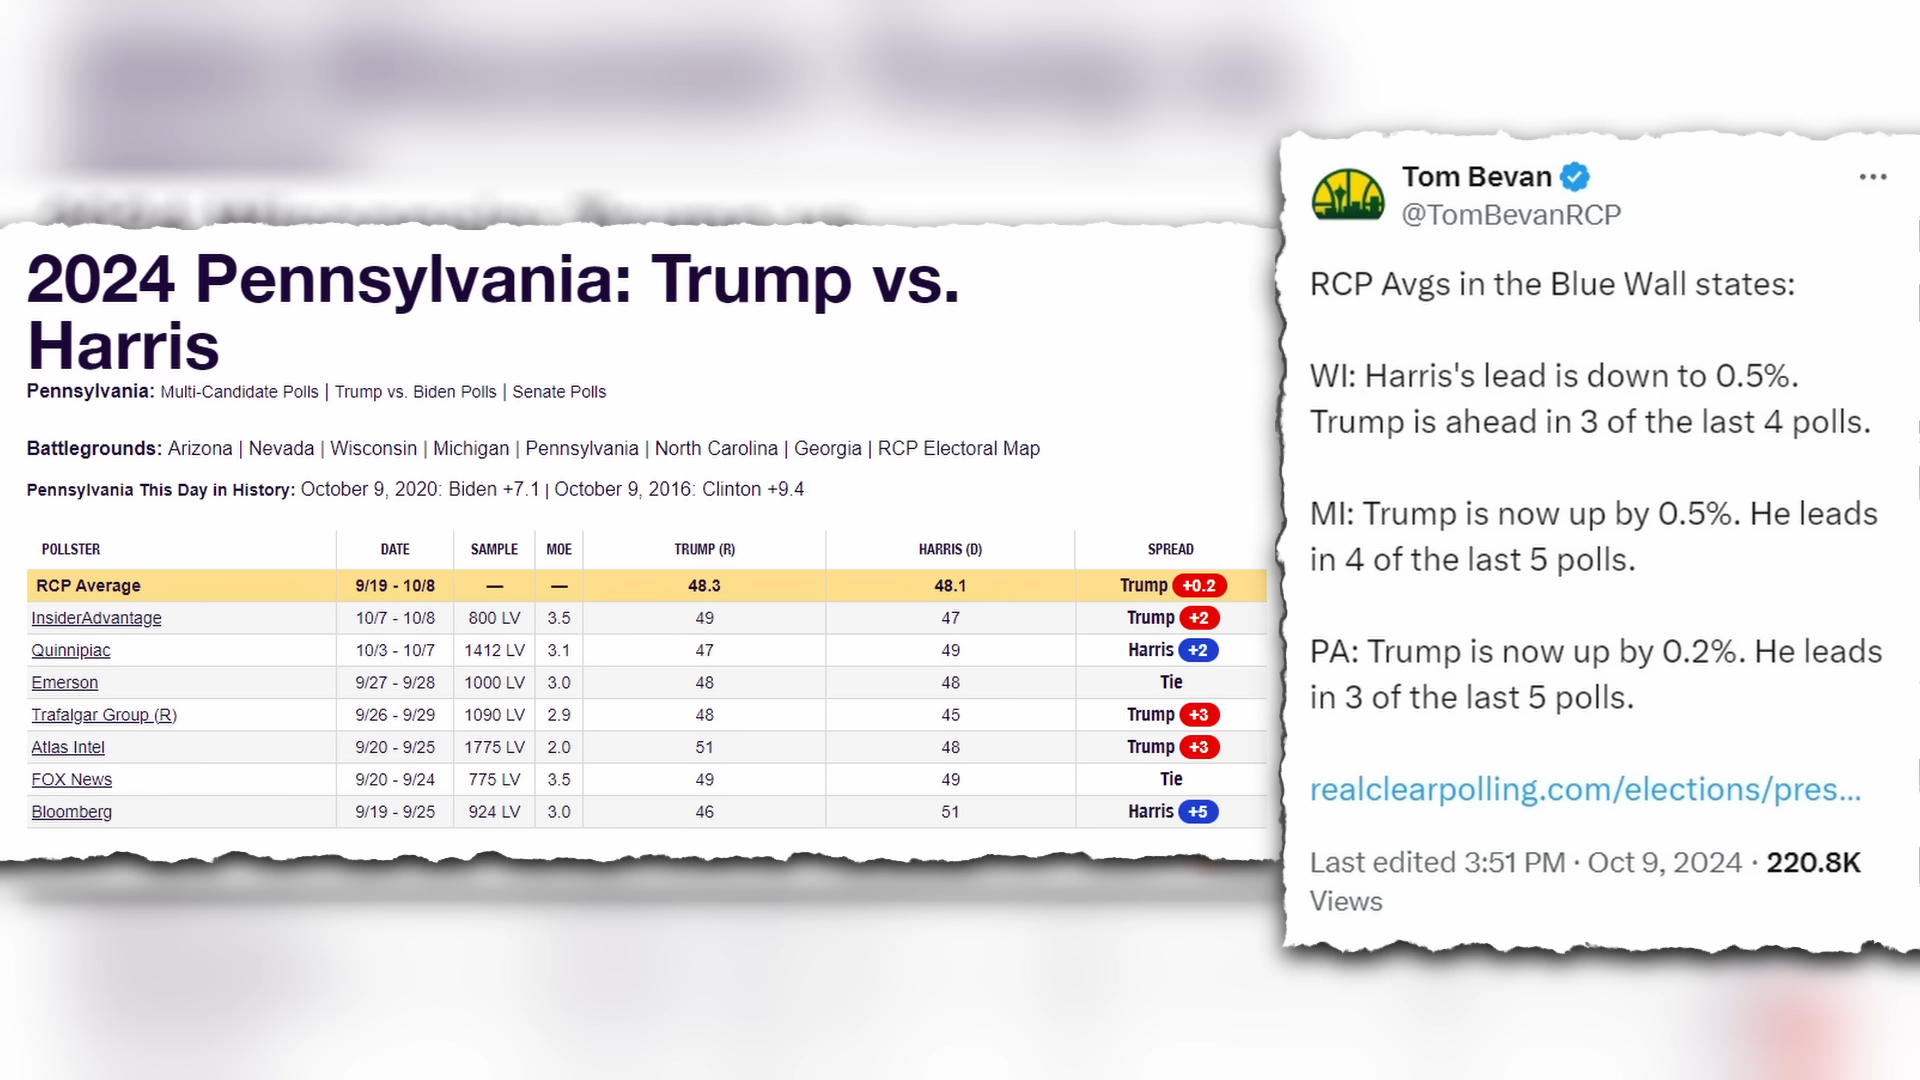 2024 Pennsylvania: Trump vs.
Harris
Pennsylvania: Multi-Candidate Polls | Trump vs. Biden Polls | Senate Polls
Battlegrounds: Arizona | Nevada | Wisconsin | Michigan | Pennsylvania | North Carolina | Georgia | RCP Electoral Map
Pennsylvania This Day in History: October 9, 2020: Biden +7.1 | October 9, 2016: Clinton +9.4
POLLSTER DATE SAMPLE MOE TRUMP (R) HARRIS (D) SPREAD
RCP Average 9/19 - 10/8 — — 48.3 48.1 Trump +0.2
InsiderAdvantage 10/7 - 10/8 800 LV 3.5 49 47 Trump +2
Quinnipiac 10/3 - 10/7 1412 LV 3.1 47 49 Harris +2
Emerson 9/27 - 9/28 1000 LV 3.0 48 48 Tie
Trafalgar Group (R) 9/26 - 9/29 1090 LV 2.9 48 45 Trump +3
Atlas Intel 9/20 - 9/25 1775 LV 2.0 51 48 Trump +3
FOX News 9/20 - 9/24 775 LV 3.5 49 49 Tie
Bloomberg 9/19 - 9/25 924 LV 3.0 46 51 Harris +5
Tom Bevan
@TomBevanRCP
RCP Avgs in the Blue Wall states:
WI: Harris's lead is down to 0.5%.
Trump is ahead in 3 of the last 4 polls.
MI: Trump is now up by 0.5%. He leads
in 4 of the last 5 polls.
PA: Trump is now up by 0.2%. He leads
in 3 of the last 5 polls.
realclearpolling.com/elections/pres...
Last edited 3:51 PM · Oct 9, 2024 · 220.8K
Views